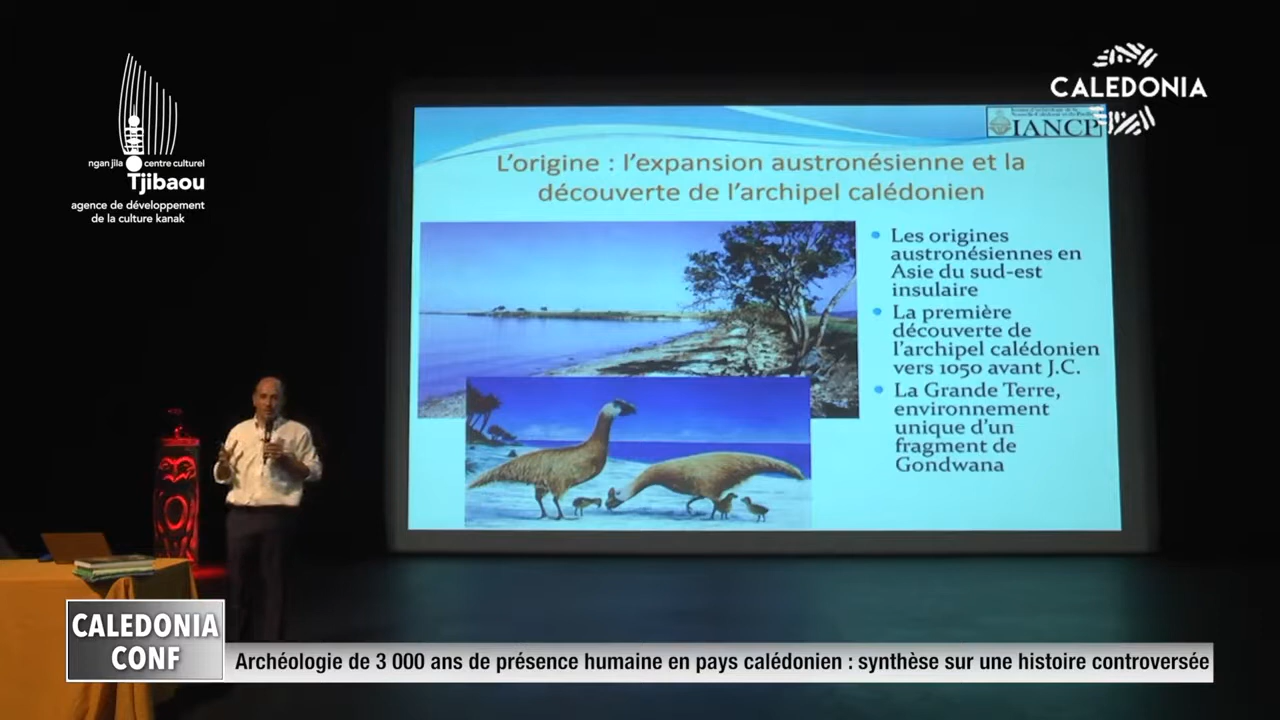 ngan jila centre culturel
Tjibaou
agence de développement
de la culture kanak
CALEDONIA
IANCP
L'origine : l'expansion austronésienne et la
découverte de l'archipel calédonien
Les origines
austronésiennes en
Asie du sud-est
insulaire
La première
découverte de
l'archipel calédonien
vers 1050 avant J.C.
La Grande Terre,
environnement
unique d'un
fragment de
Gondwana
CALEDONIA
CONF
Archéologie de 3 000 ans de présence humaine en pays calédonien : synthèse sur une histoire controversée